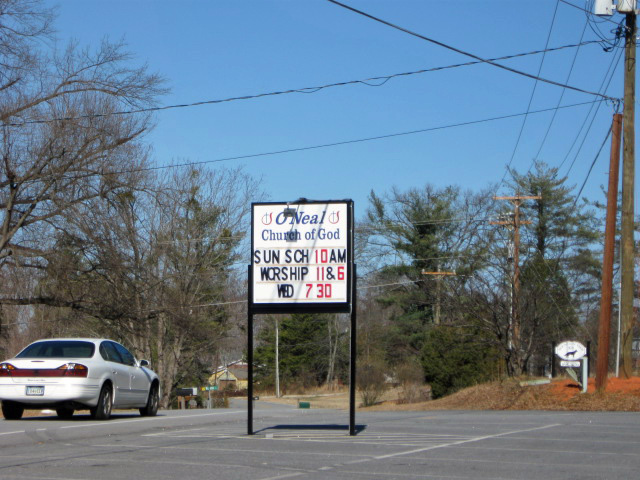 O'Neal
Church of God
SUN SCH 10AM
WORSHIP 11&6
WED 7 30